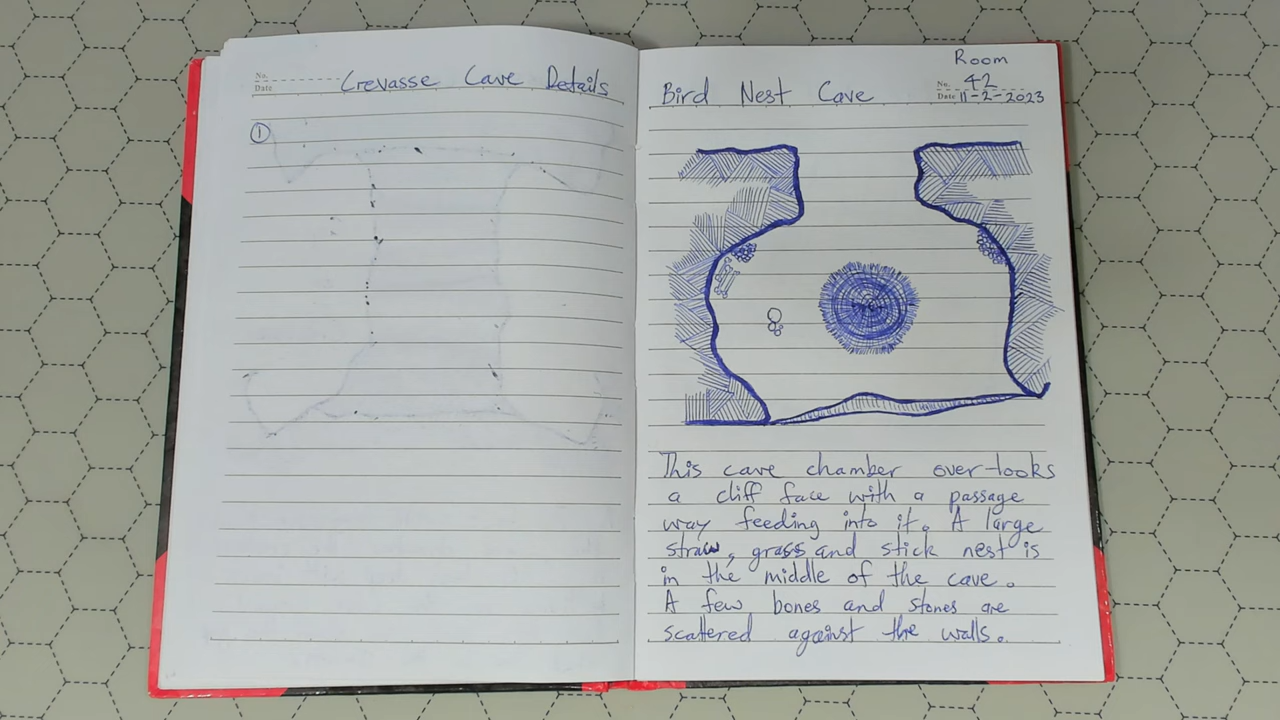 No.
Date
Crevasse Cave Details
1
Room
Bird Nest Cave
No. 42
Date 11-2-2023
This cave chamber over-looks
a cliff face with a passage
way feeding into it. A large
straw, grass and stick nest is
in the middle of the cave.
A few bones and stones are
scattered against the walls.